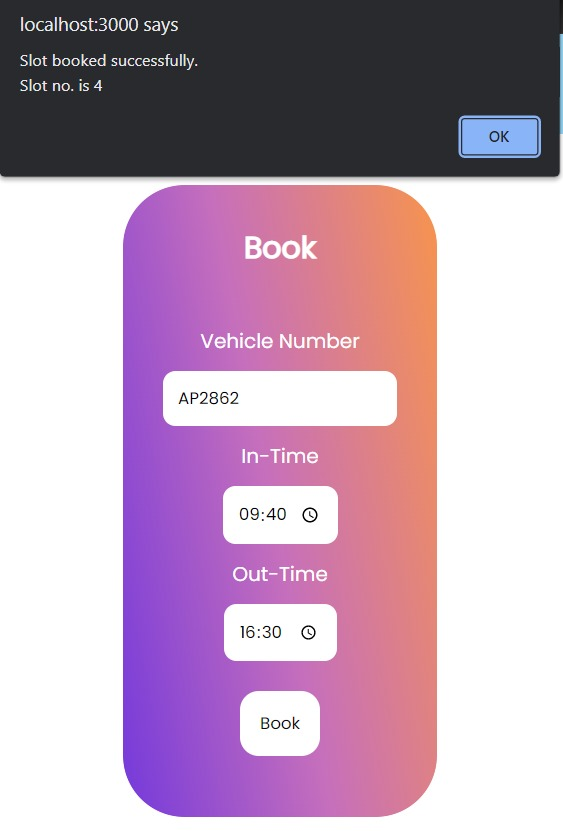 localhost:3000 says
Slot booked successfully.
Slot no. is 4
OK
Book
Vehicle Number
AP2862
In-Time
09:40
Out-Time
16:30
Book